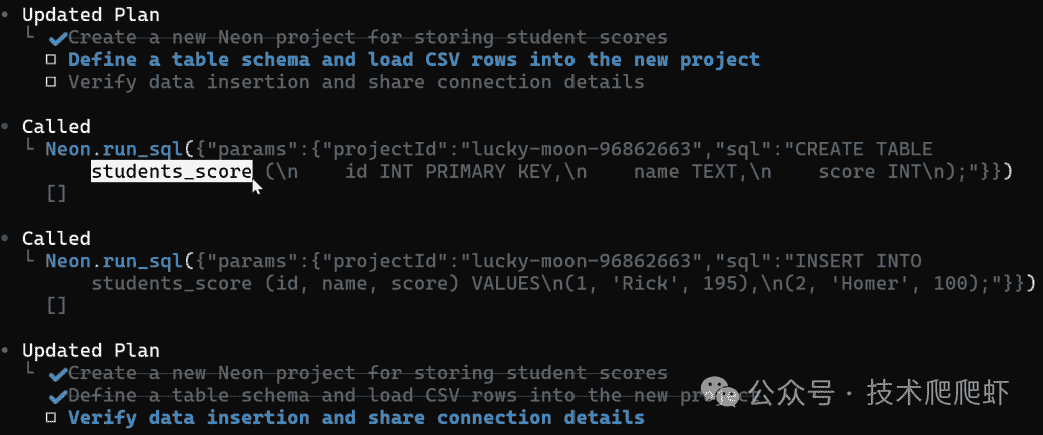 • Updated Plan
└ ✔Create a new Neon project for storing student scores
□ Define a table schema and load CSV rows into the new project
□ Verify data insertion and share connection details
• Called
└ Neon.run_sql({"params":{"projectId":"lucky-moon-96862663","sql":"CREATE TABLE
students_score (\n    id INT PRIMARY KEY,\n    name TEXT,\n    score INT\n);"}})
[]
• Called
└ Neon.run_sql({"params":{"projectId":"lucky-moon-96862663","sql":"INSERT INTO
students_score (id, name, score) VALUES\n(1, 'Rick', 195),\n(2, 'Homer', 100);"}})
[]
• Updated Plan
└ ✔Create a new Neon project for storing student scores
✔Define a table schema and load CSV rows into the new project
□ Verify data insertion and share connection details
公众号 · 技术爬爬虾